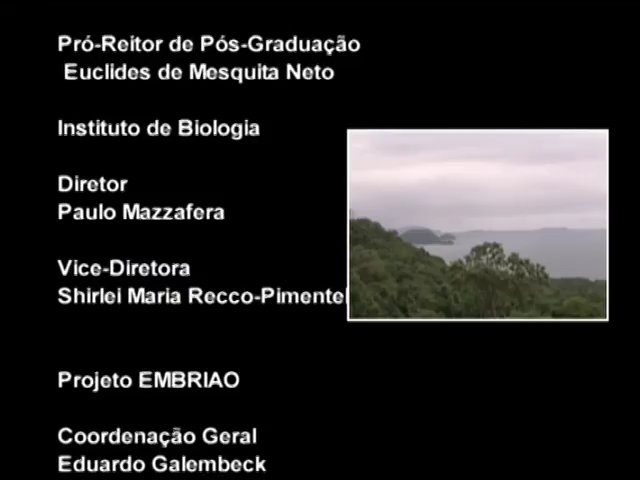 Pró-Reitor de Pós-Graduação
Euclides de Mesquita Neto
Instituto de Biologia
Diretor
Paulo Mazzafera
Vice-Diretora
Shirlei Maria Recco-Pimentel
Projeto EMBRIAO
Coordenação Geral
Eduardo Galembeck